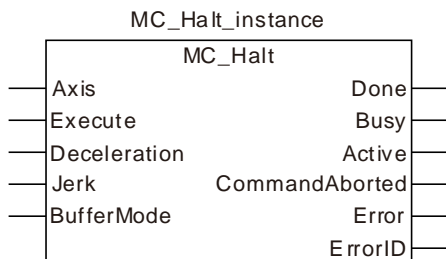 MC_Halt_instance
MC_Halt
Axis Done
Execute Busy
Deceleration Active
Jerk CommandAborted
BufferMode Error
ErrorID